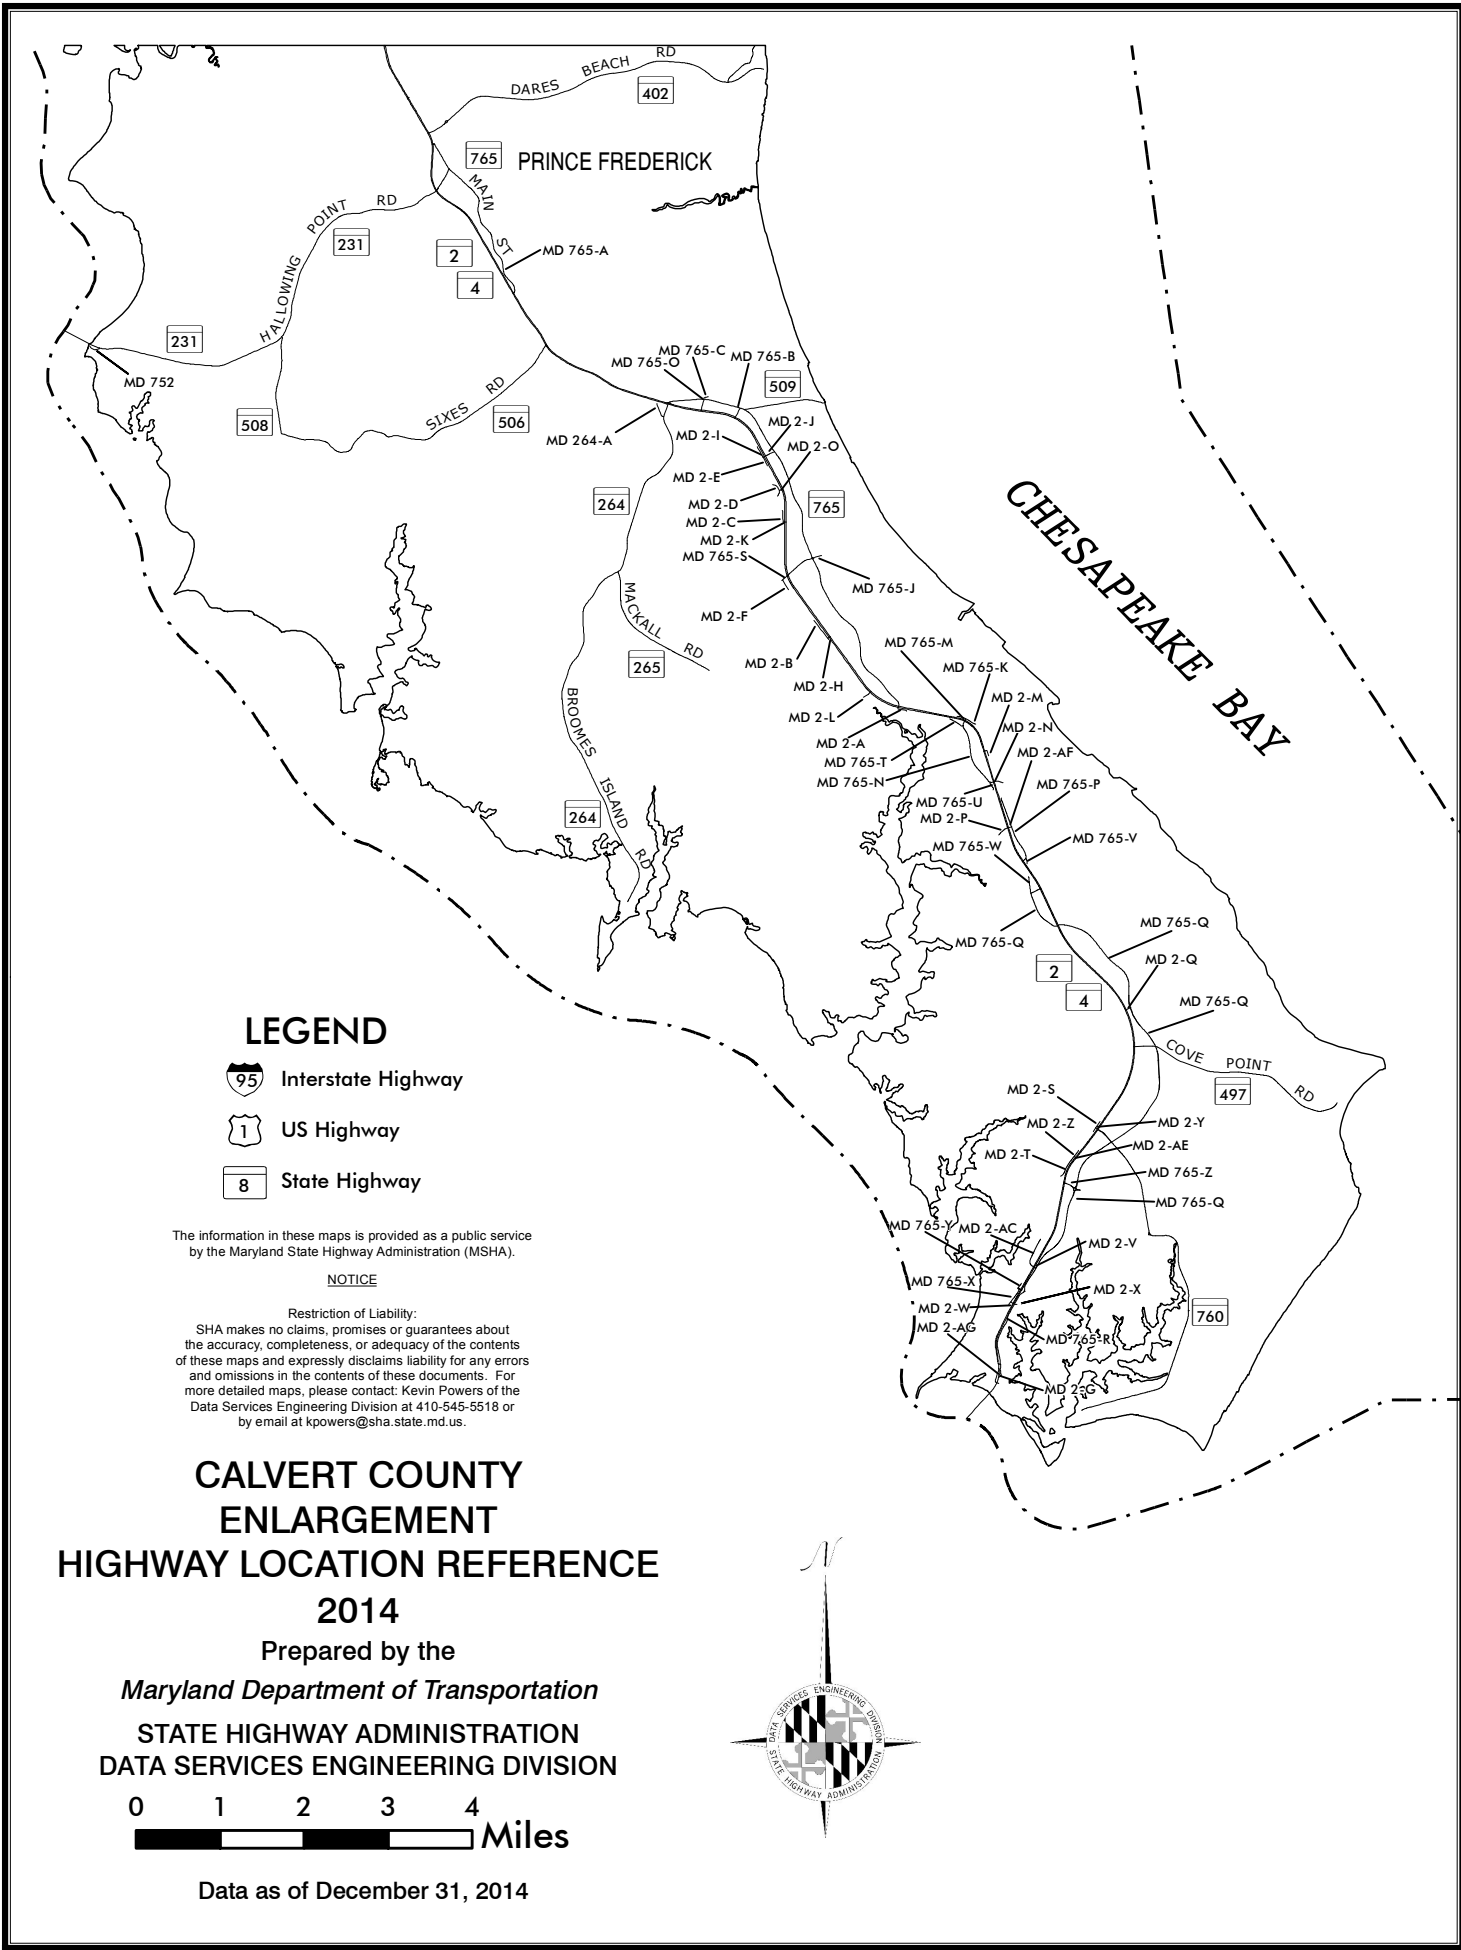 DARES BEACH RD
402
765
PRINCE FREDERICK
MAIN ST
HALLOWING POINT RD
231
2
4
MD 765-A
231
MD 752
508
SIXES RD
506
MD 765-C
MD 765-O
MD 765-B
509
MD 264-A
MD 2-I
MD 2-J
MD 2-O
MD 2-E
MD 2-D
MD 2-C
MD 2-K
MD 765-S
264
765
MD 765-J
MD 2-F
MACKALL RD
265
MD 2-B
MD 2-H
MD 2-L
MD 2-A
MD 765-T
MD 765-N
MD 765-M
MD 765-K
MD 2-M
MD 2-N
MD 2-AF
MD 765-P
MD 765-U
MD 2-P
MD 765-V
MD 765-W
BROOMES ISLAND RD
264
CHESAPEAKE BAY
MD 765-Q
MD 765-Q
MD 2-Q
2
4
MD 765-Q
COVE POINT RD
497
MD 2-S
MD 2-Z
MD 2-Y
MD 2-T
MD 2-AE
MD 765-Z
MD 765-Q
MD 765-Y
MD 2-AC
MD 2-V
MD 765-X
MD 2-X
MD 2-W
MD 2-AG
MD 765-R
760
MD 2-G
LEGEND
95 Interstate Highway
1 US Highway
8 State Highway
The information in these maps is provided as a public service
by the Maryland State Highway Administration (MSHA).
NOTICE
Restriction of Liability:
SHA makes no claims, promises or guarantees about
the accuracy, completeness, or adequacy of the contents
of these maps and expressly disclaims liability for any errors
and omissions in the contents of these documents. For
more detailed maps, please contact: Kevin Powers of the
Data Services Engineering Division at 410-545-5518 or
by email at kpowers@sha.state.md.us.
CALVERT COUNTY
ENLARGEMENT
HIGHWAY LOCATION REFERENCE
2014
Prepared by the
Maryland Department of Transportation
STATE HIGHWAY ADMINISTRATION
DATA SERVICES ENGINEERING DIVISION
0 1 2 3 4
Miles
Data as of December 31, 2014
DATA SERVICES ENGINEERING DIVISION
STATE HIGHWAY ADMINISTRATION